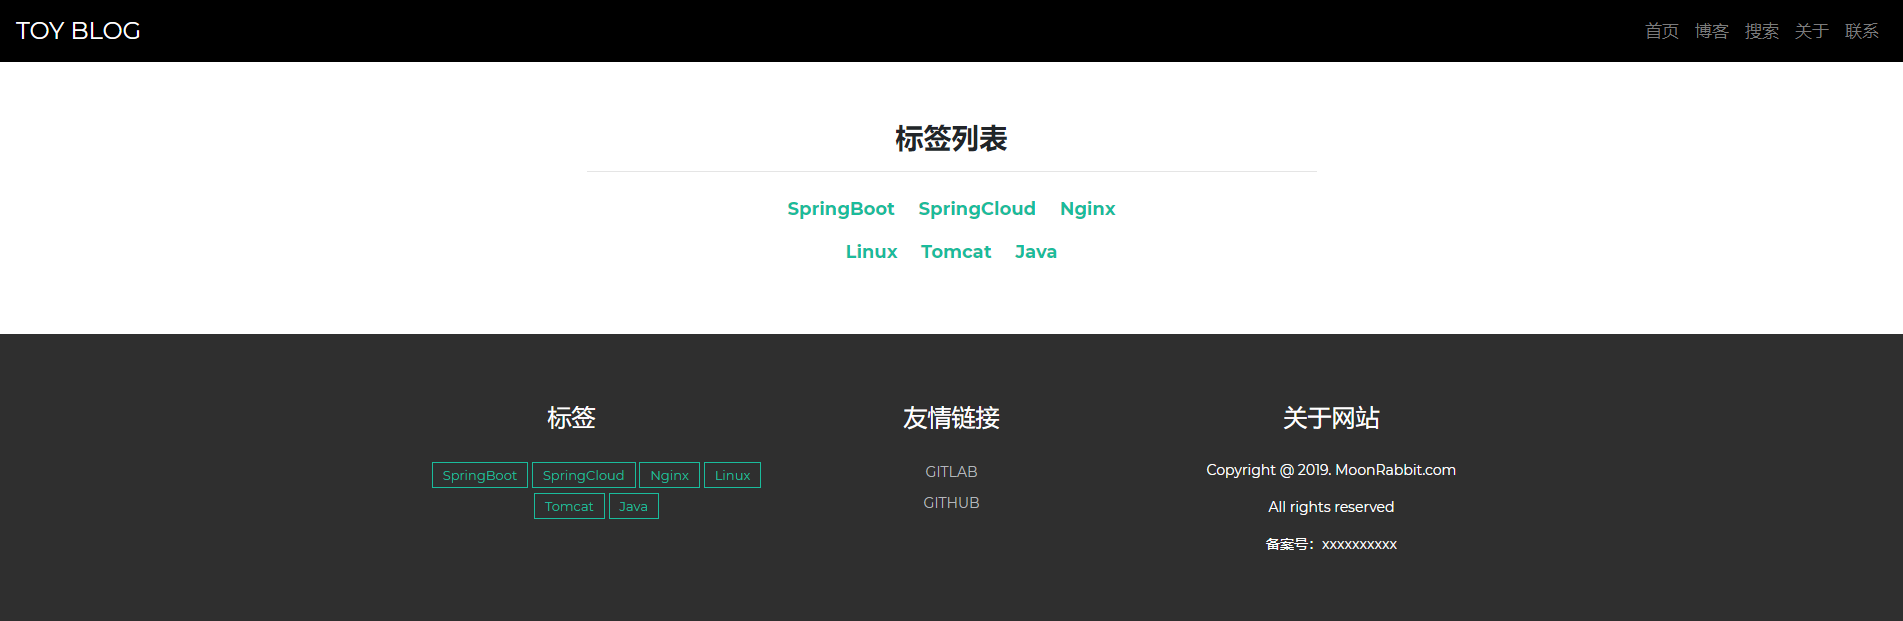 TOY BLOG
首页 博客 搜索 关于 联系
标签列表
SpringBoot SpringCloud Nginx
Linux Tomcat Java
标签
SpringBoot SpringCloud Nginx Linux
Tomcat Java
友情链接
GITLAB
GITHUB
关于网站
Copyright @ 2019. MoonRabbit.com
All rights reserved
备案号：xxxxxxxxxx